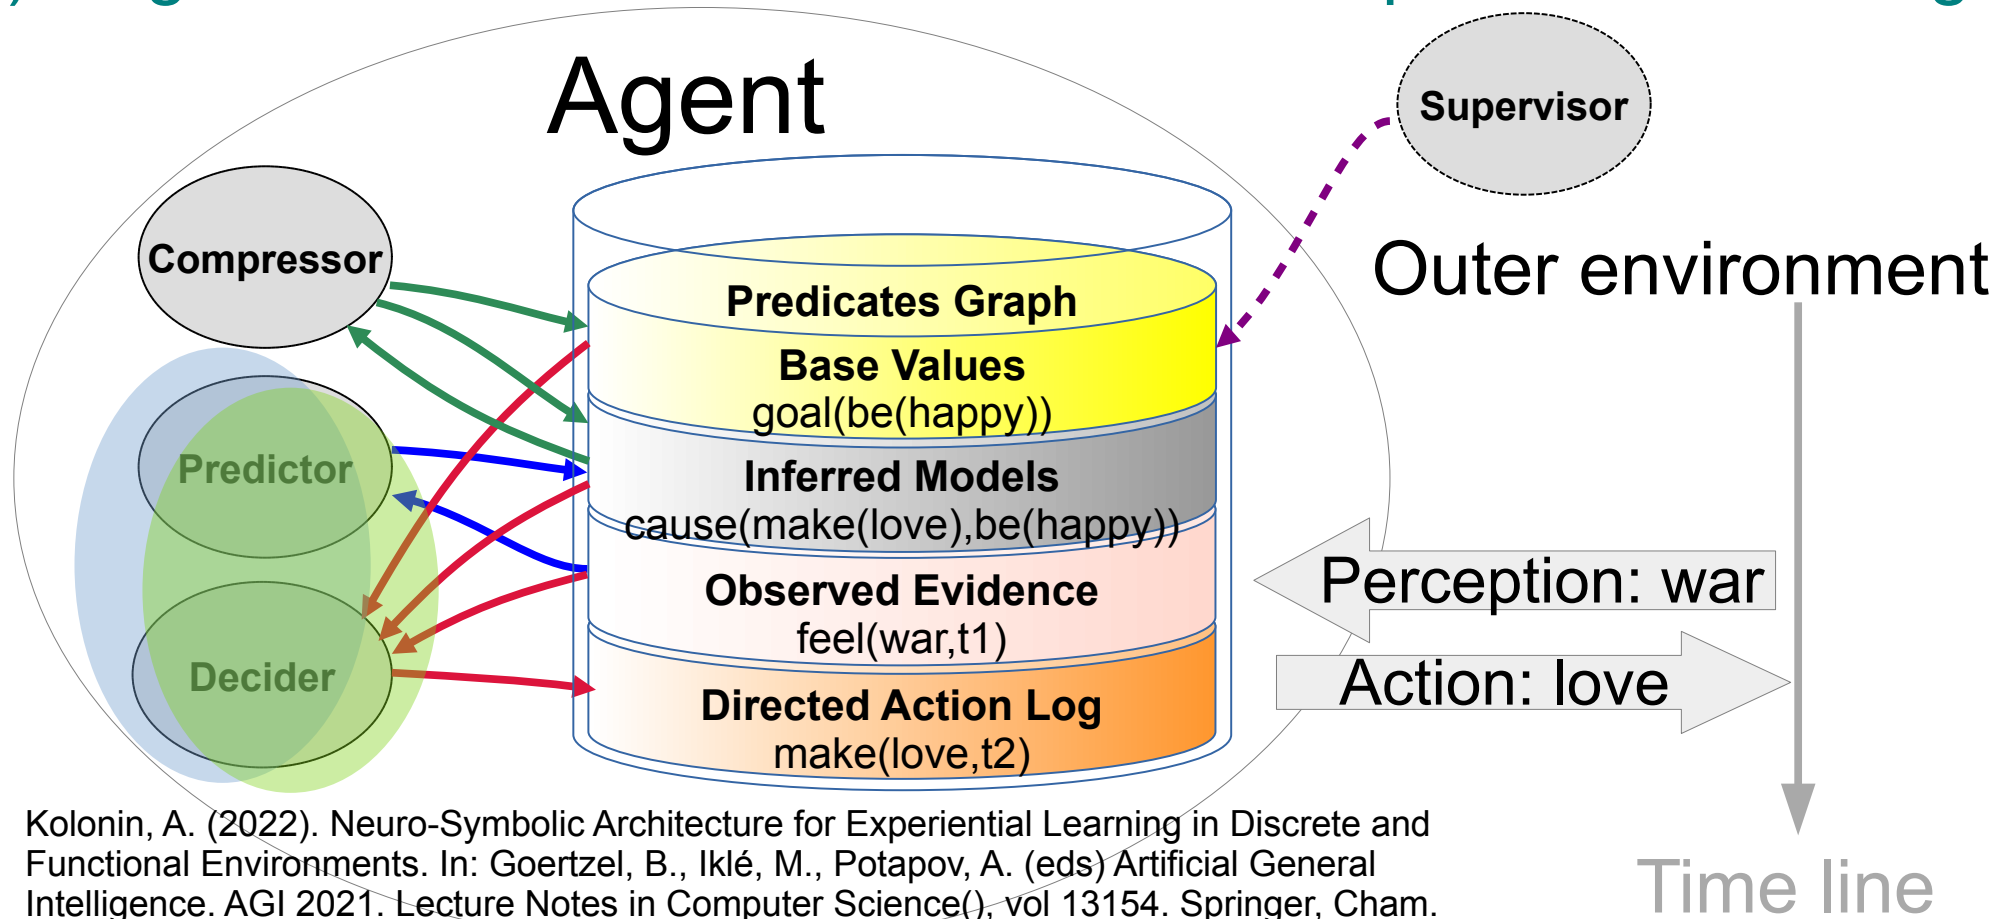 Agent
Supervisor
Compressor
Outer environment
Predicates Graph
Base Values
goal(be(happy))
Predictor
Inferred Models
cause(make(love),be(happy))
Perception: war
Observed Evidence
feel(war,t1)
Decider
Action: love
Directed Action Log
make(love,t2)
Kolonin, A. (2022). Neuro-Symbolic Architecture for Experiential Learning in Discrete and
Functional Environments. In: Goertzel, B., Iklé, M., Potapov, A. (eds) Artificial General
Intelligence. AGI 2021. Lecture Notes in Computer Science(), vol 13154. Springer, Cham.
Time line